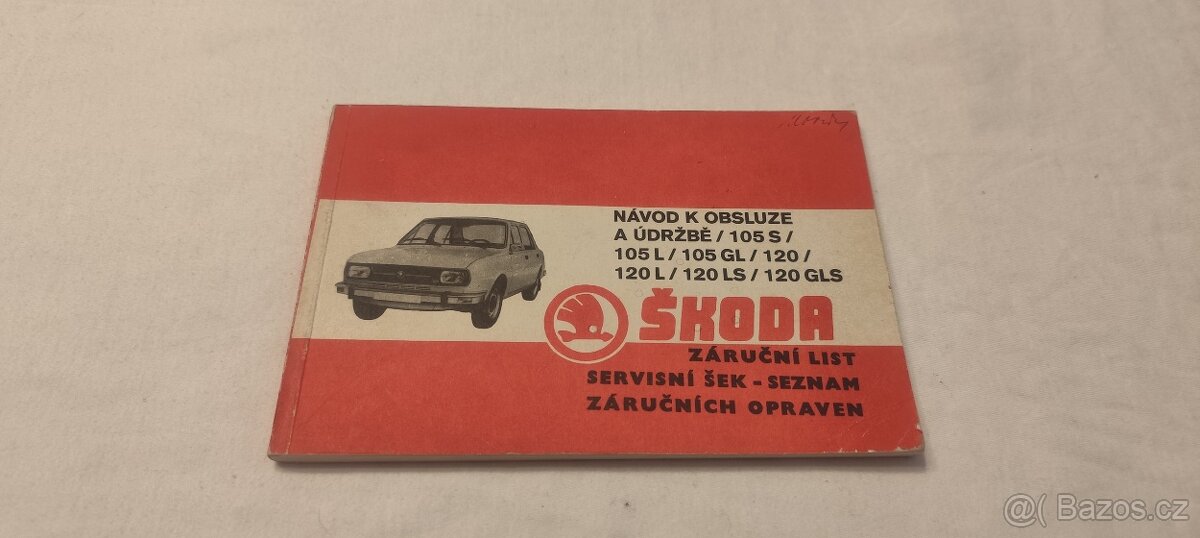 NÁVOD K OBSLUZE
A ÚDRŽBĚ / 105 S /
105 L / 105 GL / 120 /
120 L / 120 LS / 120 GLS
ŠKODA
ZÁRUČNÍ LIST
SERVISNÍ ŠEK - SEZNAM
ZÁRUČNÍCH OPRAVEN
@( Bazos.cz